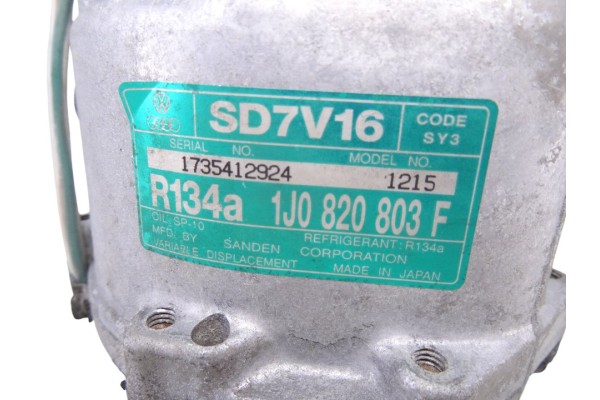 SD7V16
CODE
SY3
SERIAL NO. MODEL NO.
1735412924 1215
R134a 1J0 820 803 F
OIL: SP-10 REFRIGERANT: R134a
MFD. BY SANDEN CORPORATION
VARIABLE DISPLACEMENT MADE IN JAPAN